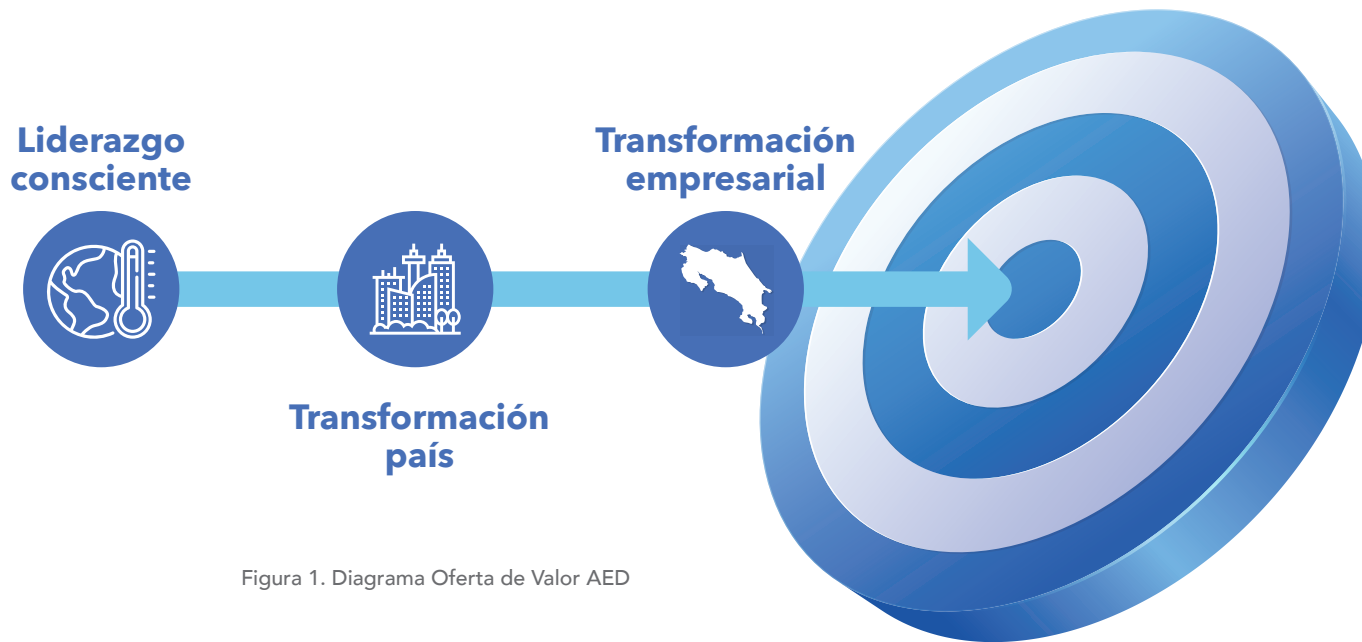 Liderazgo
consciente
Transformación
país
Transformación
empresarial
Figura 1. Diagrama Oferta de Valor AED